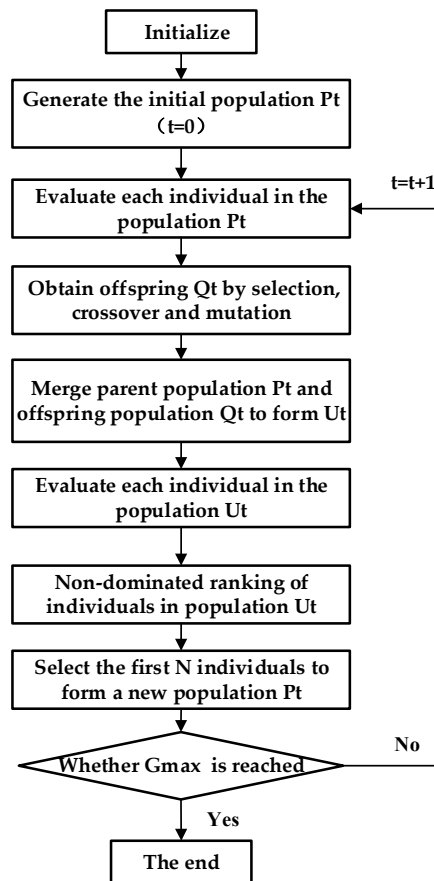 Initialize
Generate the initial population Pt
（t=0）
t=t+1
Evaluate each individual in the
population Pt
Obtain offspring Qt by selection,
crossover and mutation
Merge parent population Pt and
offspring population Qt to form Ut
Evaluate each individual in the
population Ut
Non-dominated ranking of
individuals in population Ut
Select the first N individuals to
form a new population Pt
Whether Gmax is reached
No
Yes
The end